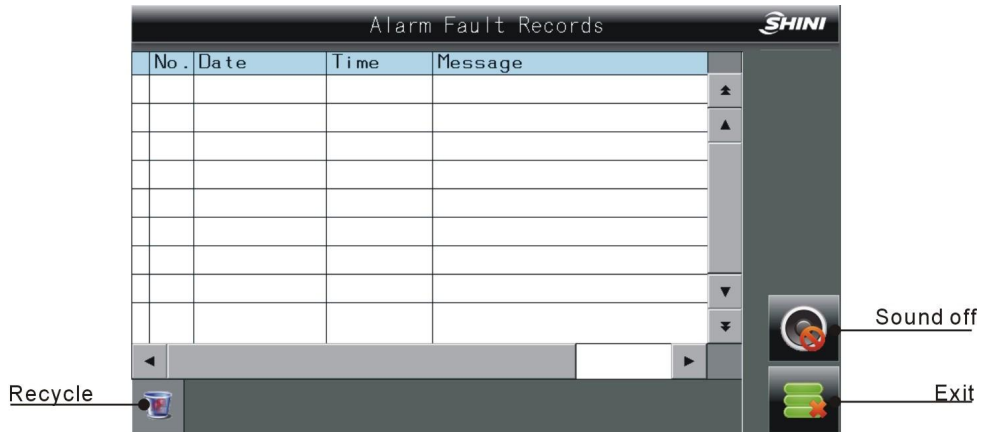 Alarm Fault Records
SHINI
No. Date Time Message
Sound off
Recycle
Exit